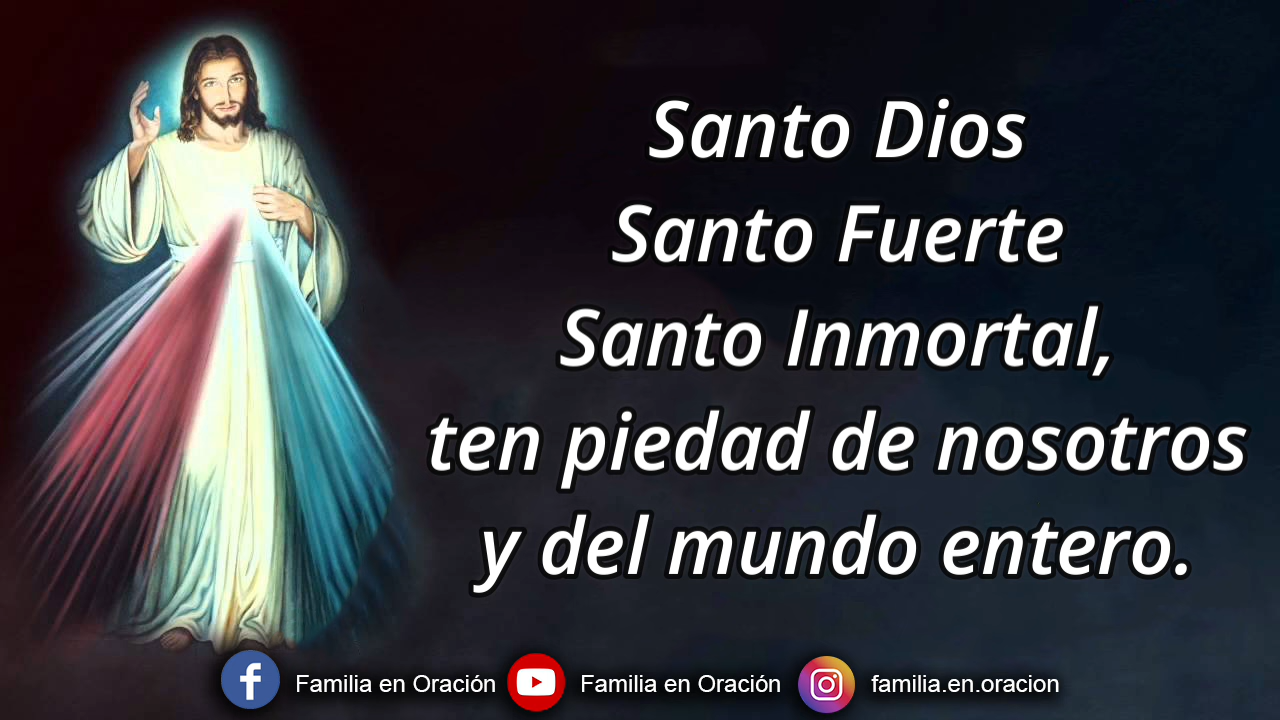 Santo Dios
Santo Fuerte
Santo Inmortal,
ten piedad de nosotros
y del mundo entero.
Familia en Oración Familia en Oración familia.en.oracion